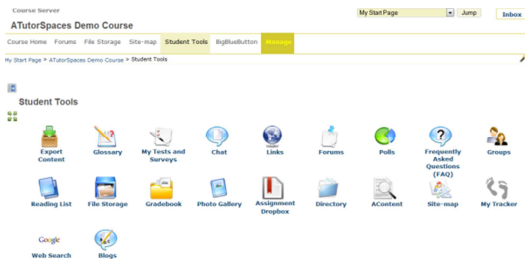 Course Server
My Start Page Jump Inbox
ATutorSpaces Demo Course
Course Home Forums File Storage Site-map Student Tools BigBlueButton Manage
My Start Page > ATutorSpaces Demo Course > Student Tools
Student Tools
Export Content
Glossary
My Tests and Surveys
Chat
Links
Forums
Polls
Frequently Asked Questions (FAQ)
Groups
Reading List
File Storage
Gradebook
Photo Gallery
Assignment Dropbox
Directory
AContent
Site-map
My Tracker
Google
Web Search
Blogs